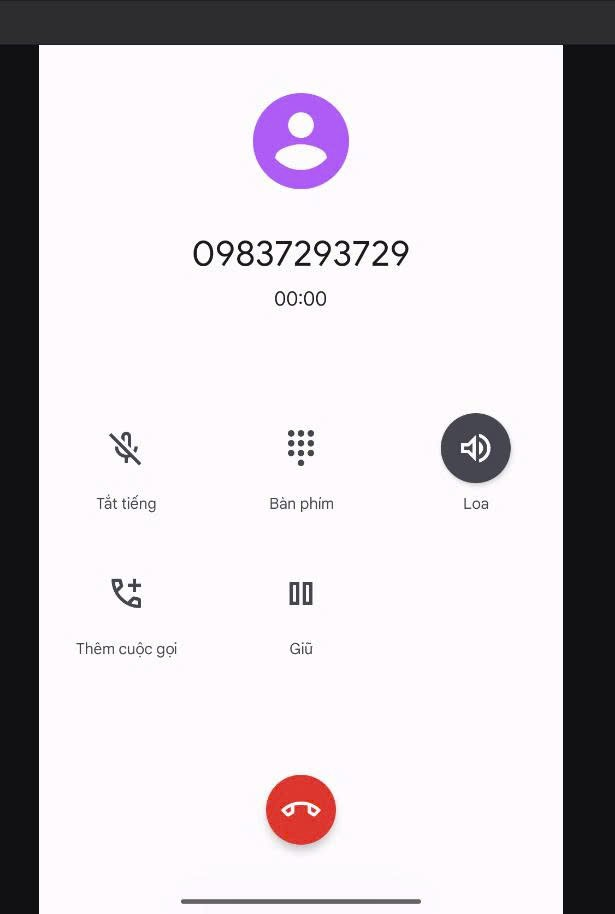 09837293729
00:00
Tắt tiếng
Bàn phím
Loa
Thêm cuộc gọi
Giữ